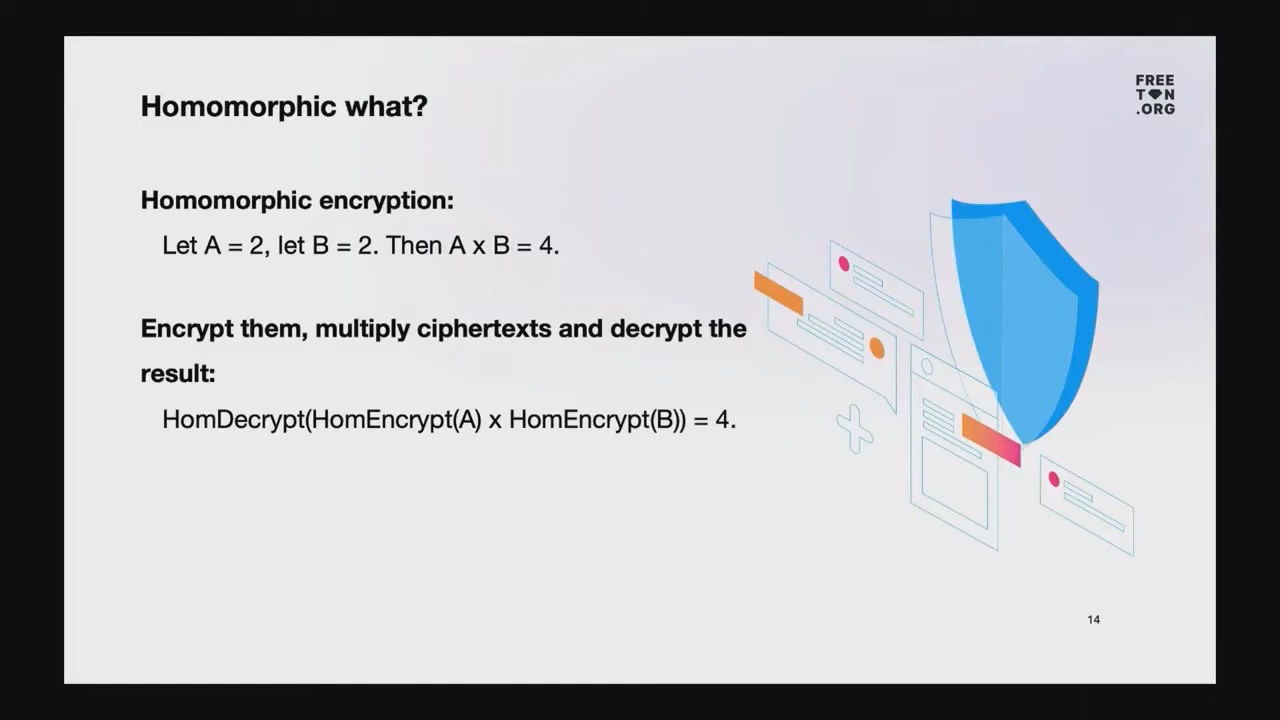 Homomorphic what?
FREE
TON
.ORG
Homomorphic encryption:
Let A = 2, let B = 2. Then A x B = 4.
Encrypt them, multiply ciphertexts and decrypt the
result:
HomDecrypt(HomEncrypt(A) x HomEncrypt(B)) = 4.
14